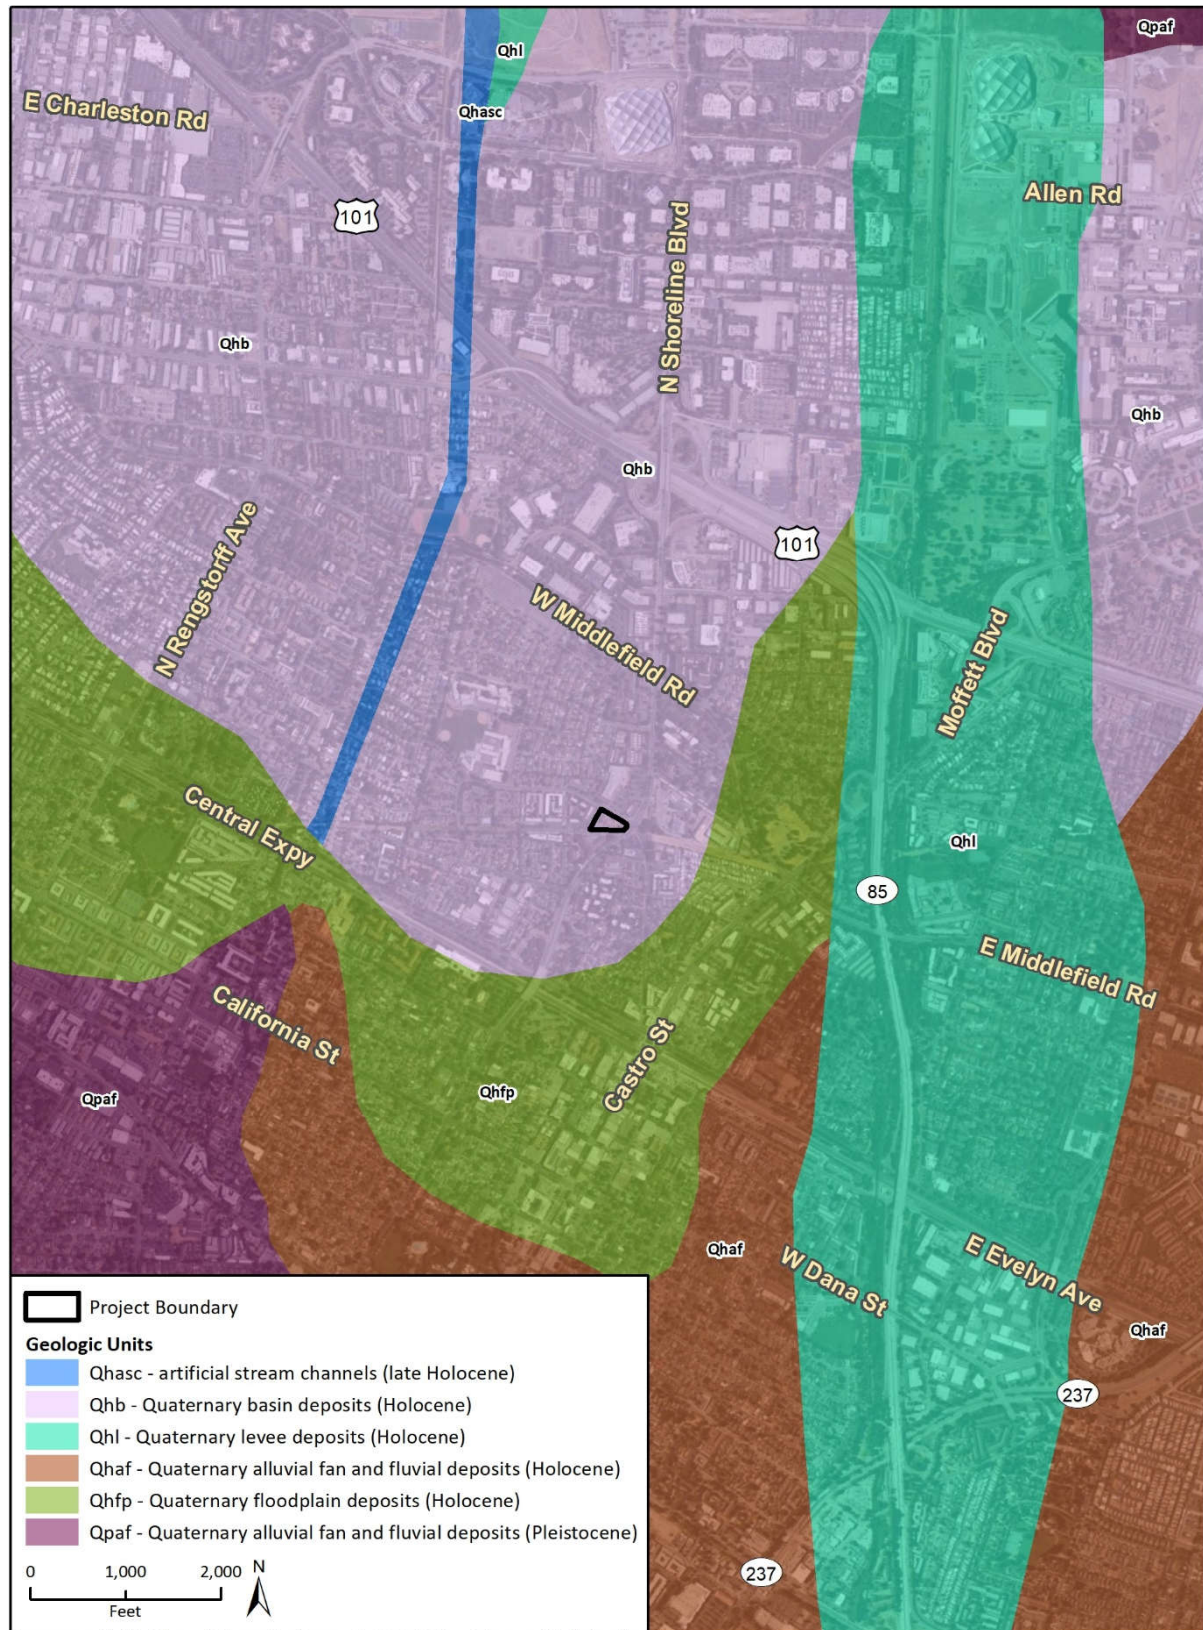 Qpaf
Qhl
E Charleston Rd
Qhasc
Allen Rd
101
N Shoreline Blvd
Qhb
Qhb
Qhb
101
N Rengstorff Ave
W Middlefield Rd
Moffett Blvd
Central Expy
Qhl
85
E Middlefield Rd
California St
Castro St
Qpaf
Qhfp
Qhaf
W Dana St
E Evelyn Ave
Qhaf
237
237
Project Boundary
Geologic Units
Qhasc - artificial stream channels (late Holocene)
Qhb - Quaternary basin deposits (Holocene)
Qhl - Quaternary levee deposits (Holocene)
Qhaf - Quaternary alluvial fan and fluvial deposits (Holocene)
Qhfp - Quaternary floodplain deposits (Holocene)
Qpaf - Quaternary alluvial fan and fluvial deposits (Pleistocene)
0 1,000 2,000 N
Feet